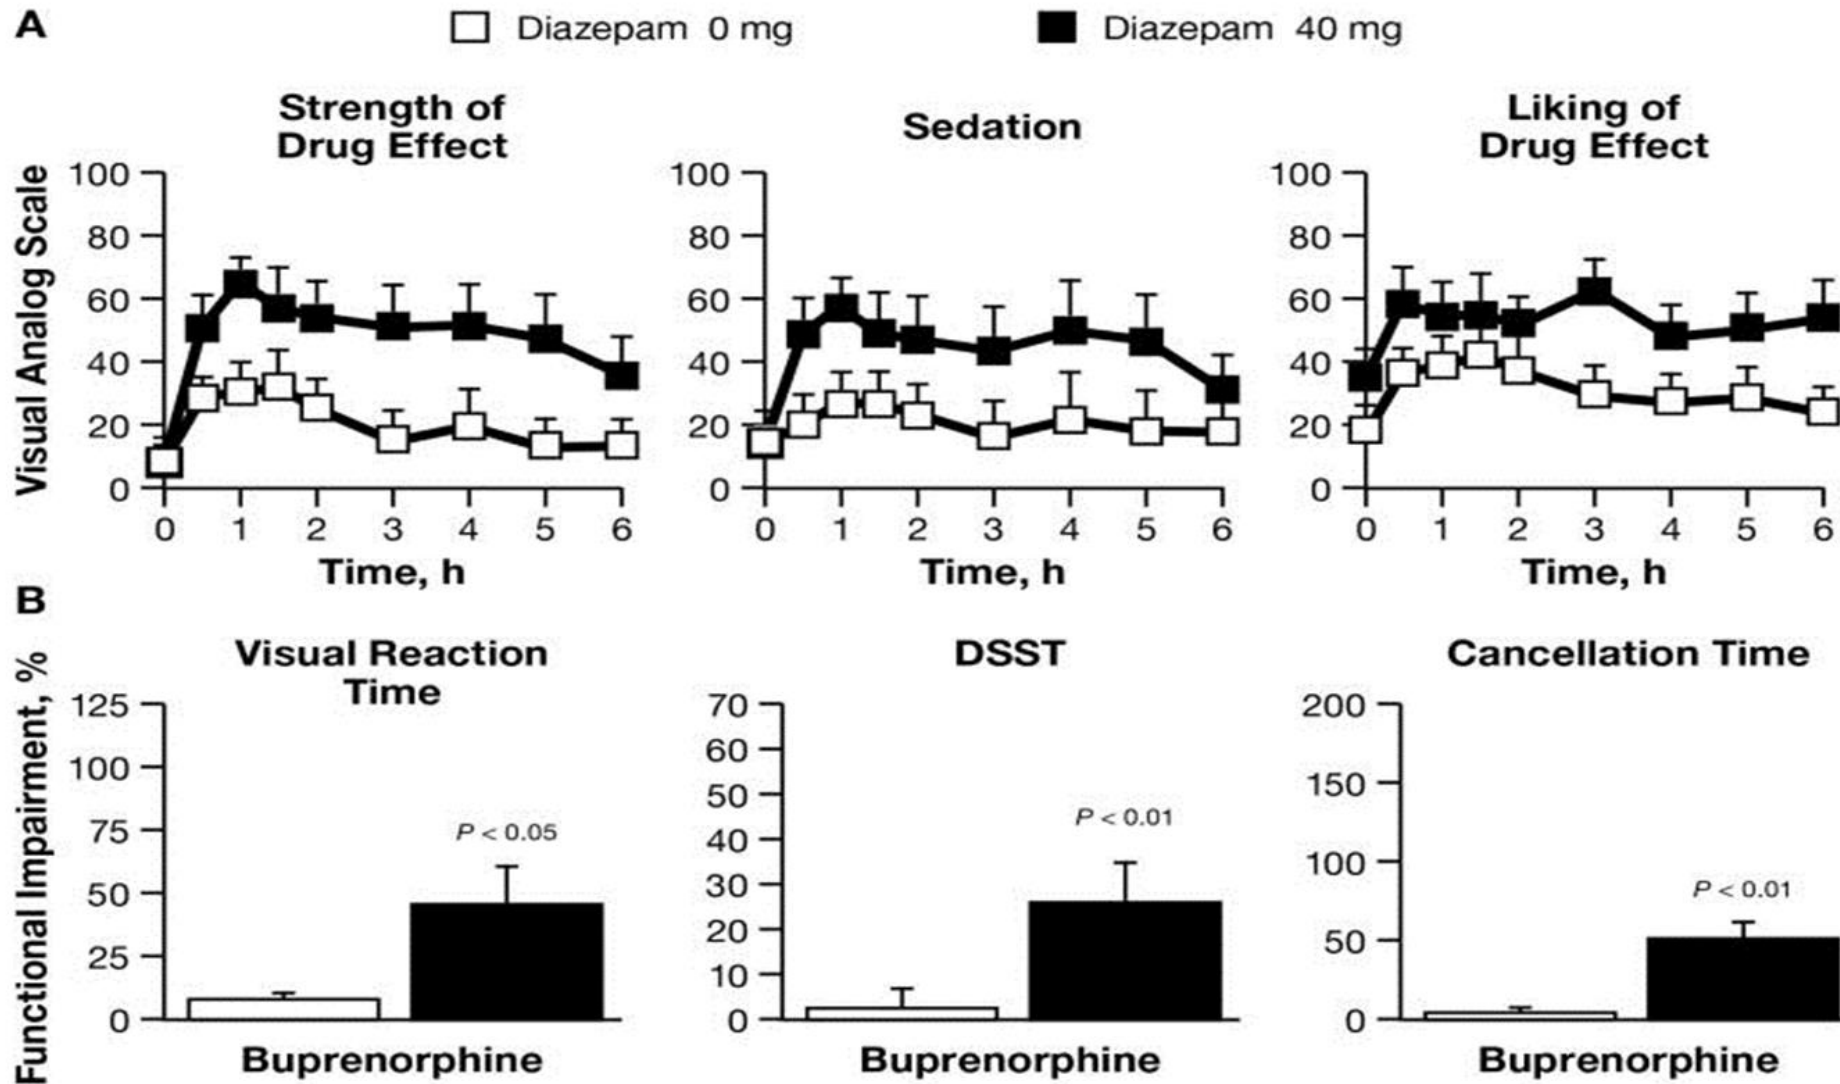 A
Diazepam 0 mg
Diazepam 40 mg
Strength of
Drug Effect
Sedation
Liking of
Drug Effect
Visual Analog Scale
100
80
60
40
20
0
0 1 2 3 4 5 6
Time, h
100
80
60
40
20
0
0 1 2 3 4 5 6
Time, h
100
80
60
40
20
0
0 1 2 3 4 5 6
Time, h
B
Functional Impairment, %
Visual Reaction
Time
125
100
75
50
25
0
P < 0.05
Buprenorphine
DSST
70
60
50
40
30
20
10
0
P < 0.01
Buprenorphine
Cancellation Time
200
150
100
50
0
P < 0.01
Buprenorphine